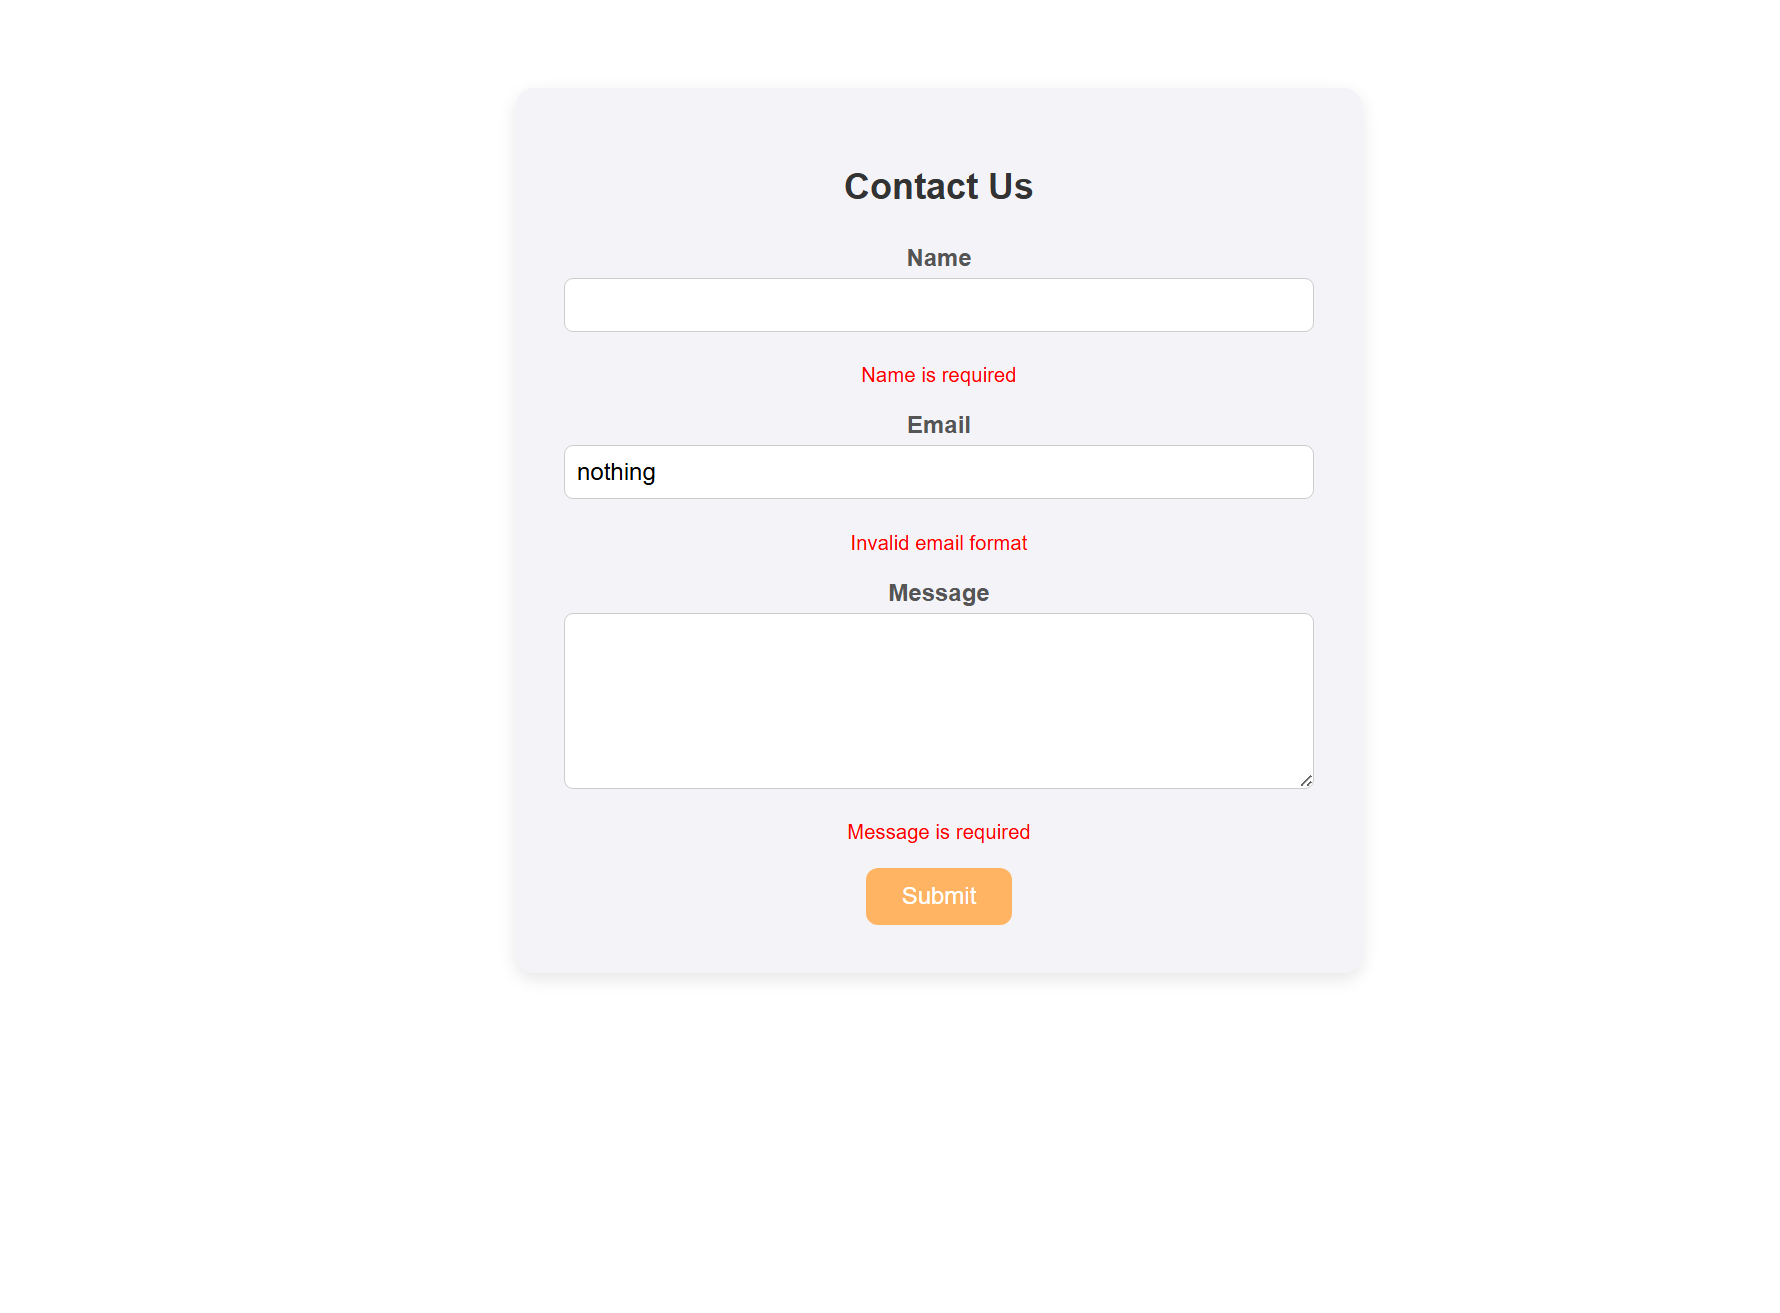 Contact Us
Name
Name is required
Email
nothing
Invalid email format
Message
Message is required
Submit